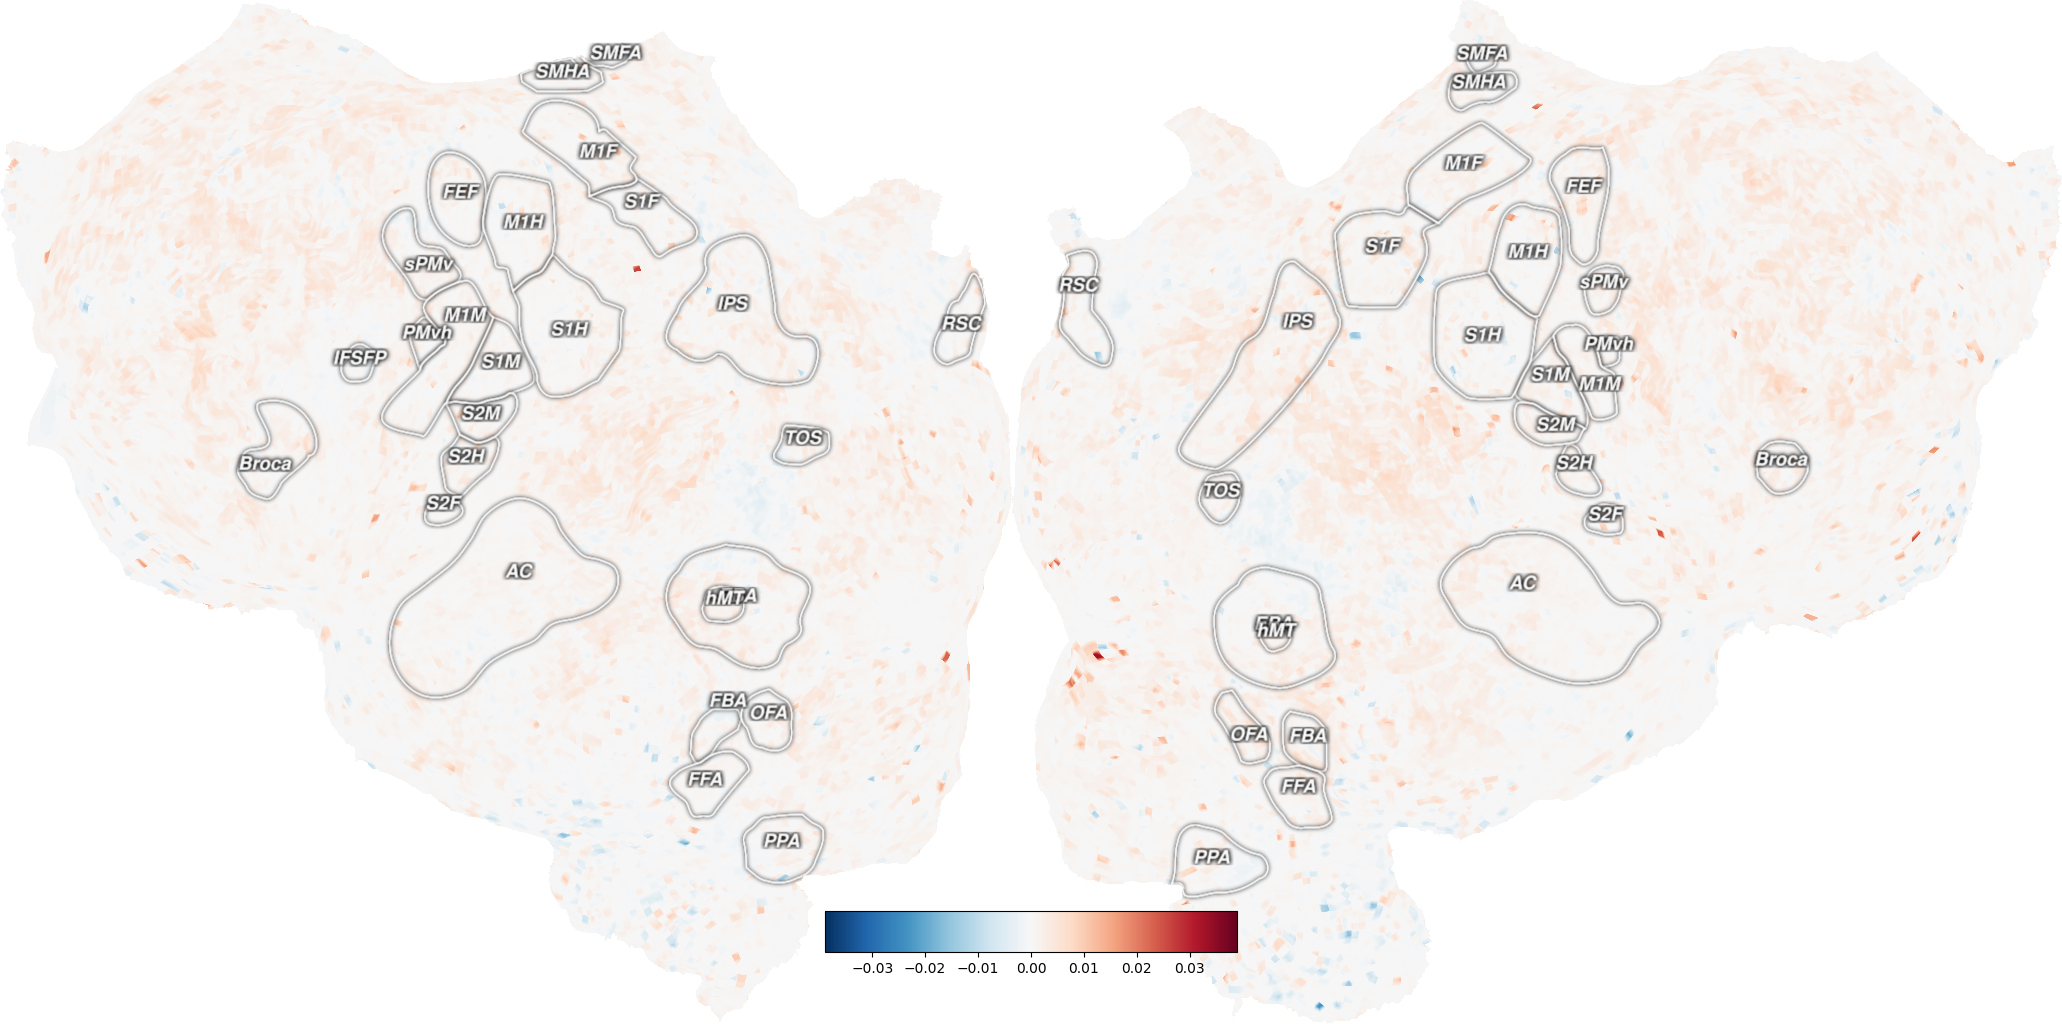 SMFA
SMHA
M1F
FEF
S1F
M1H
sPMv
IPS
M1M
PMvh
S1H
RSC
IFSFP
S1M
S2M
TOS
Broca
S2H
S2F
AC
hMT
FBA
OFA
FFA
PPA
SMFA
SMHA
M1F
FEF
S1F
M1H
RSC
sPMv
IPS
S1H
PMvh
S1M
M1M
S2M
Broca
S2H
TOS
S2F
AC
hMT
OFA
FBA
FFA
PPA
−0.03 −0.02 −0.01 0.00 0.01 0.02 0.03